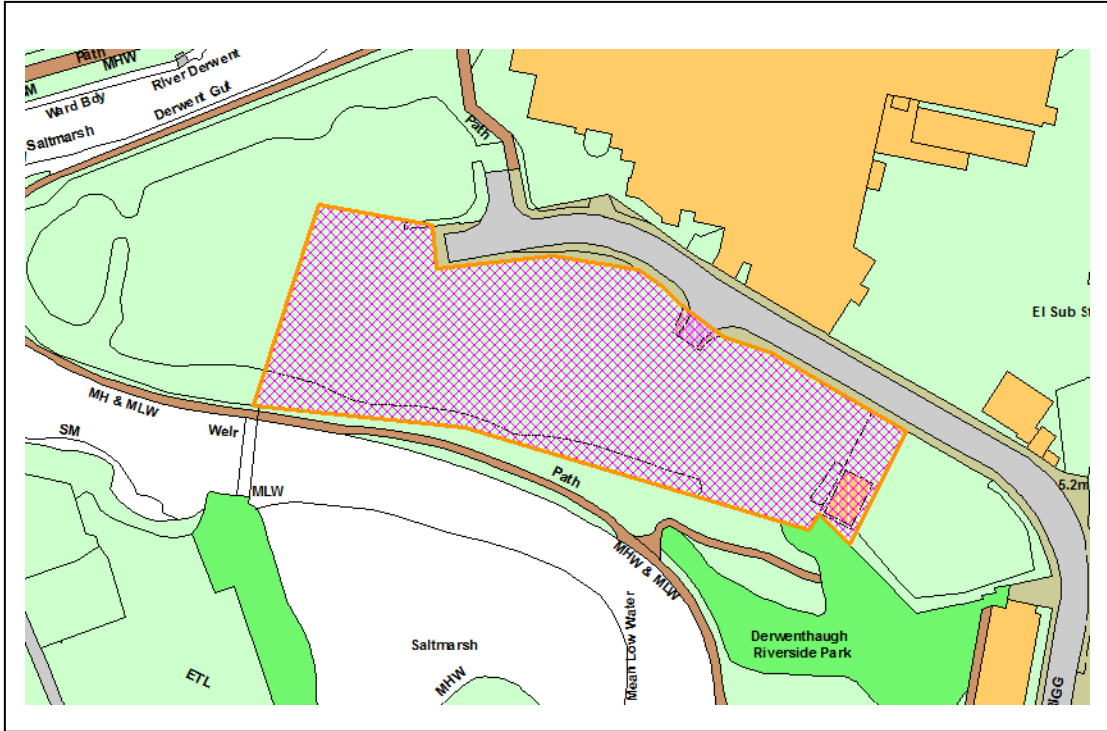 Path
MHW
M
Ward Bdy
River Derwent
Derwent Gut
Saltmarsh
Path
El Sub St
MH & MLW
SM
Weir
MLW
Path
5.2m
MHW & MLW
Mean Low Water
Derwenthaugh
Riverside Park
Saltmarsh
MHW
ETL